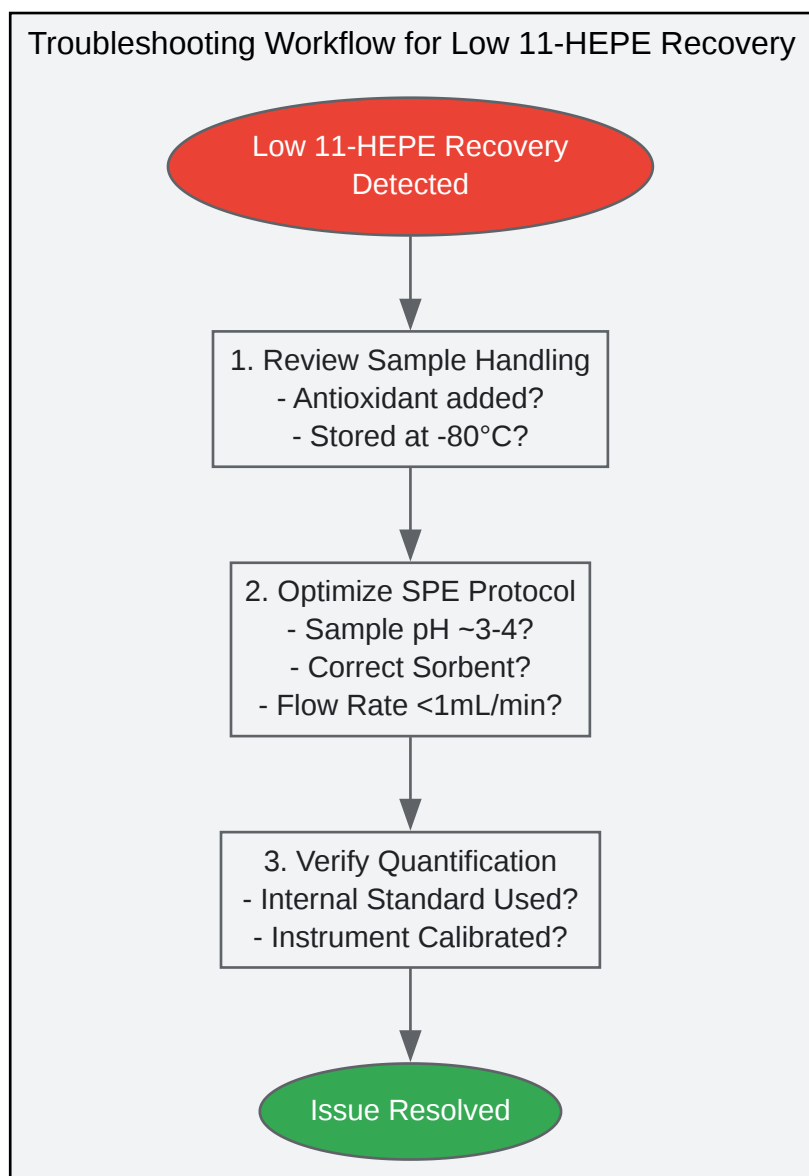 Troubleshooting Workflow for Low 11-HEPE Recovery
Low 11-HEPE Recovery
Detected
1. Review Sample Handling
- Antioxidant added?
- Stored at -80°C?
2. Optimize SPE Protocol
- Sample pH ~3-4?
- Correct Sorbent?
- Flow Rate <1mL/min?
3. Verify Quantification
- Internal Standard Used?
- Instrument Calibrated?
Issue Resolved